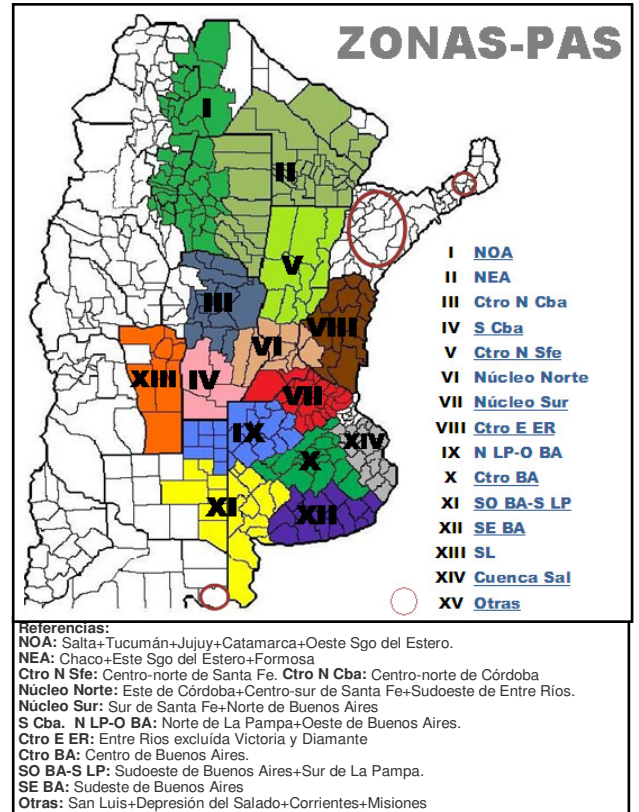 ZONAS-PAS
I
II
V
III
VIII
VI
XIII
IV
VII
IX
XIV
X
XI
XII
I NOA
II NEA
III Ctro N Cba
IV S Cba
V Ctro N Sfe
VI Núcleo Norte
VII Núcleo Sur
VIII Ctro E ER
IX N LP-O BA
X Ctro BA
XI SO BA-S LP
XII SE BA
XIII SL
XIV Cuenca Sal
XV Otras
Referencias:
NOA: Salta+Tucumán+Jujuy+Catamarca+Oeste Sgo del Estero.
NEA: Chaco+Este Sgo del Estero+Formosa
Ctro N Sfe: Centro-norte de Santa Fe. Ctro N Cba: Centro-norte de Córdoba
Núcleo Norte: Este de Córdoba+Centro-sur de Santa Fe+Sudoeste de Entre Ríos.
Núcleo Sur: Sur de Santa Fe+Norte de Buenos Aires
S Cba. N LP-O BA: Norte de La Pampa+Oeste de Buenos Aires.
Ctro E ER: Entre Rios excluída Victoria y Diamante
Ctro BA: Centro de Buenos Aires.
SO BA-S LP: Sudoeste de Buenos Aires+Sur de La Pampa.
SE BA: Sudeste de Buenos Aires
Otras: San Luis+Depresión del Salado+Corrientes+Misiones